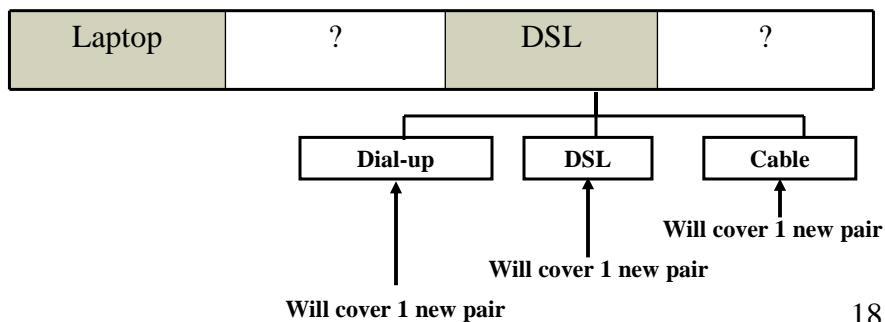 Laptop ? DSL ?
Dial-up DSL Cable
Will cover 1 new pair
Will cover 1 new pair
Will cover 1 new pair
18